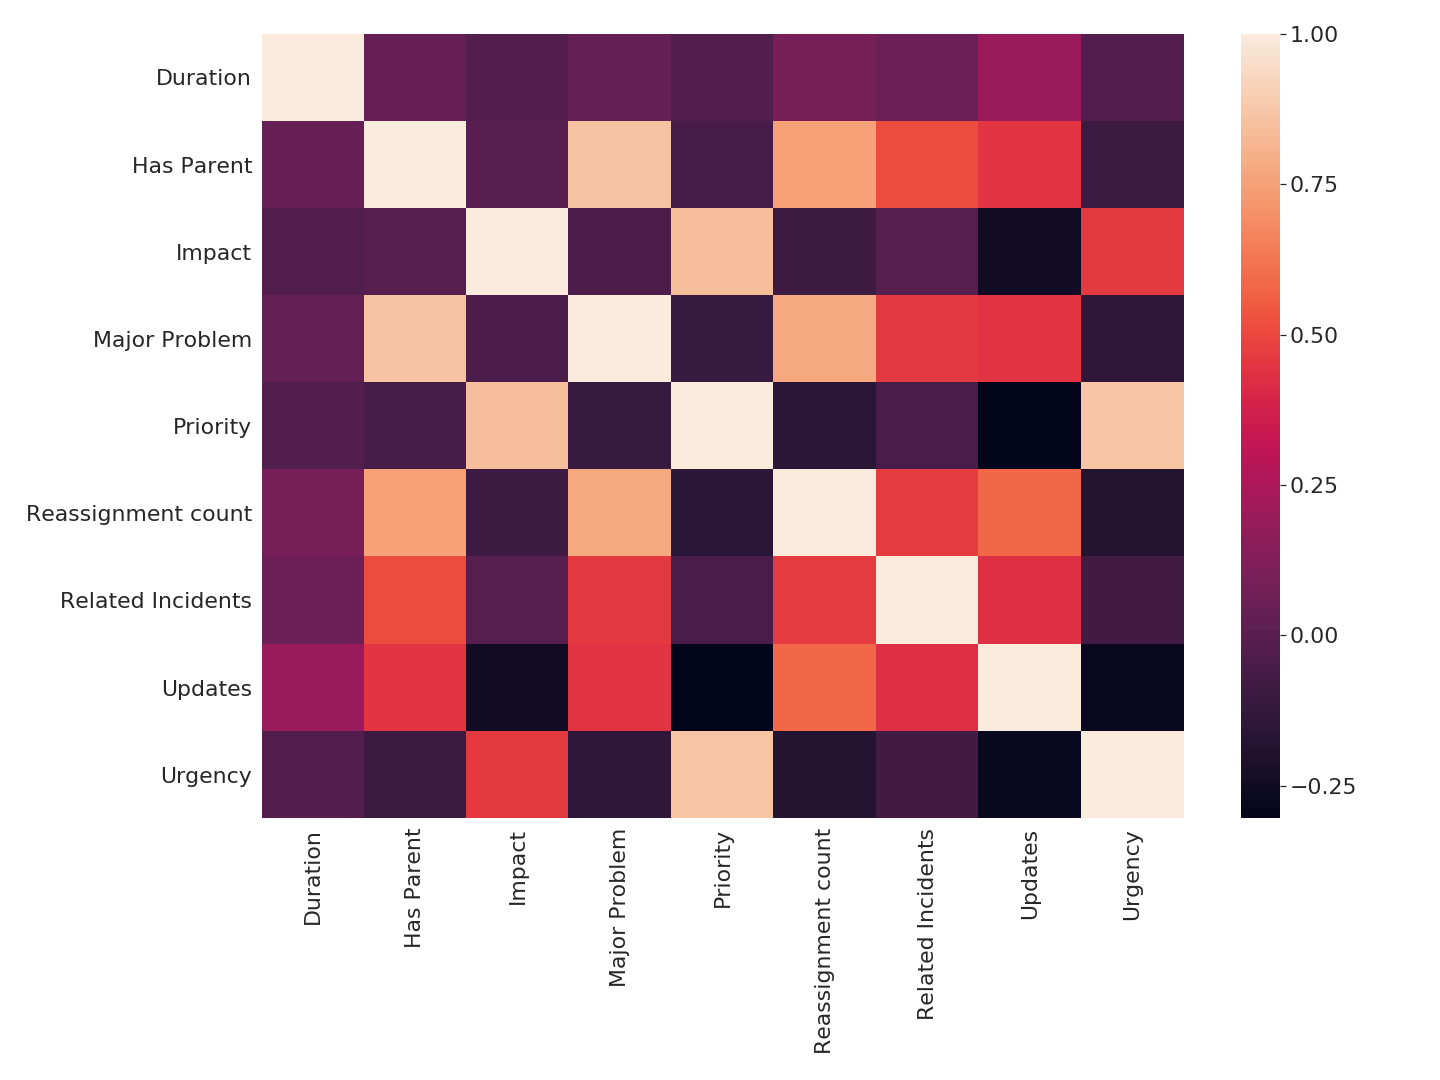 Duration
Has Parent
Impact
Major Problem
Priority
Reassignment count
Related Incidents
Updates
Urgency
Duration
Has Parent
Impact
Major Problem
Priority
Reassignment count
Related Incidents
Updates
Urgency
1.00
0.75
0.50
0.25
0.00
−0.25